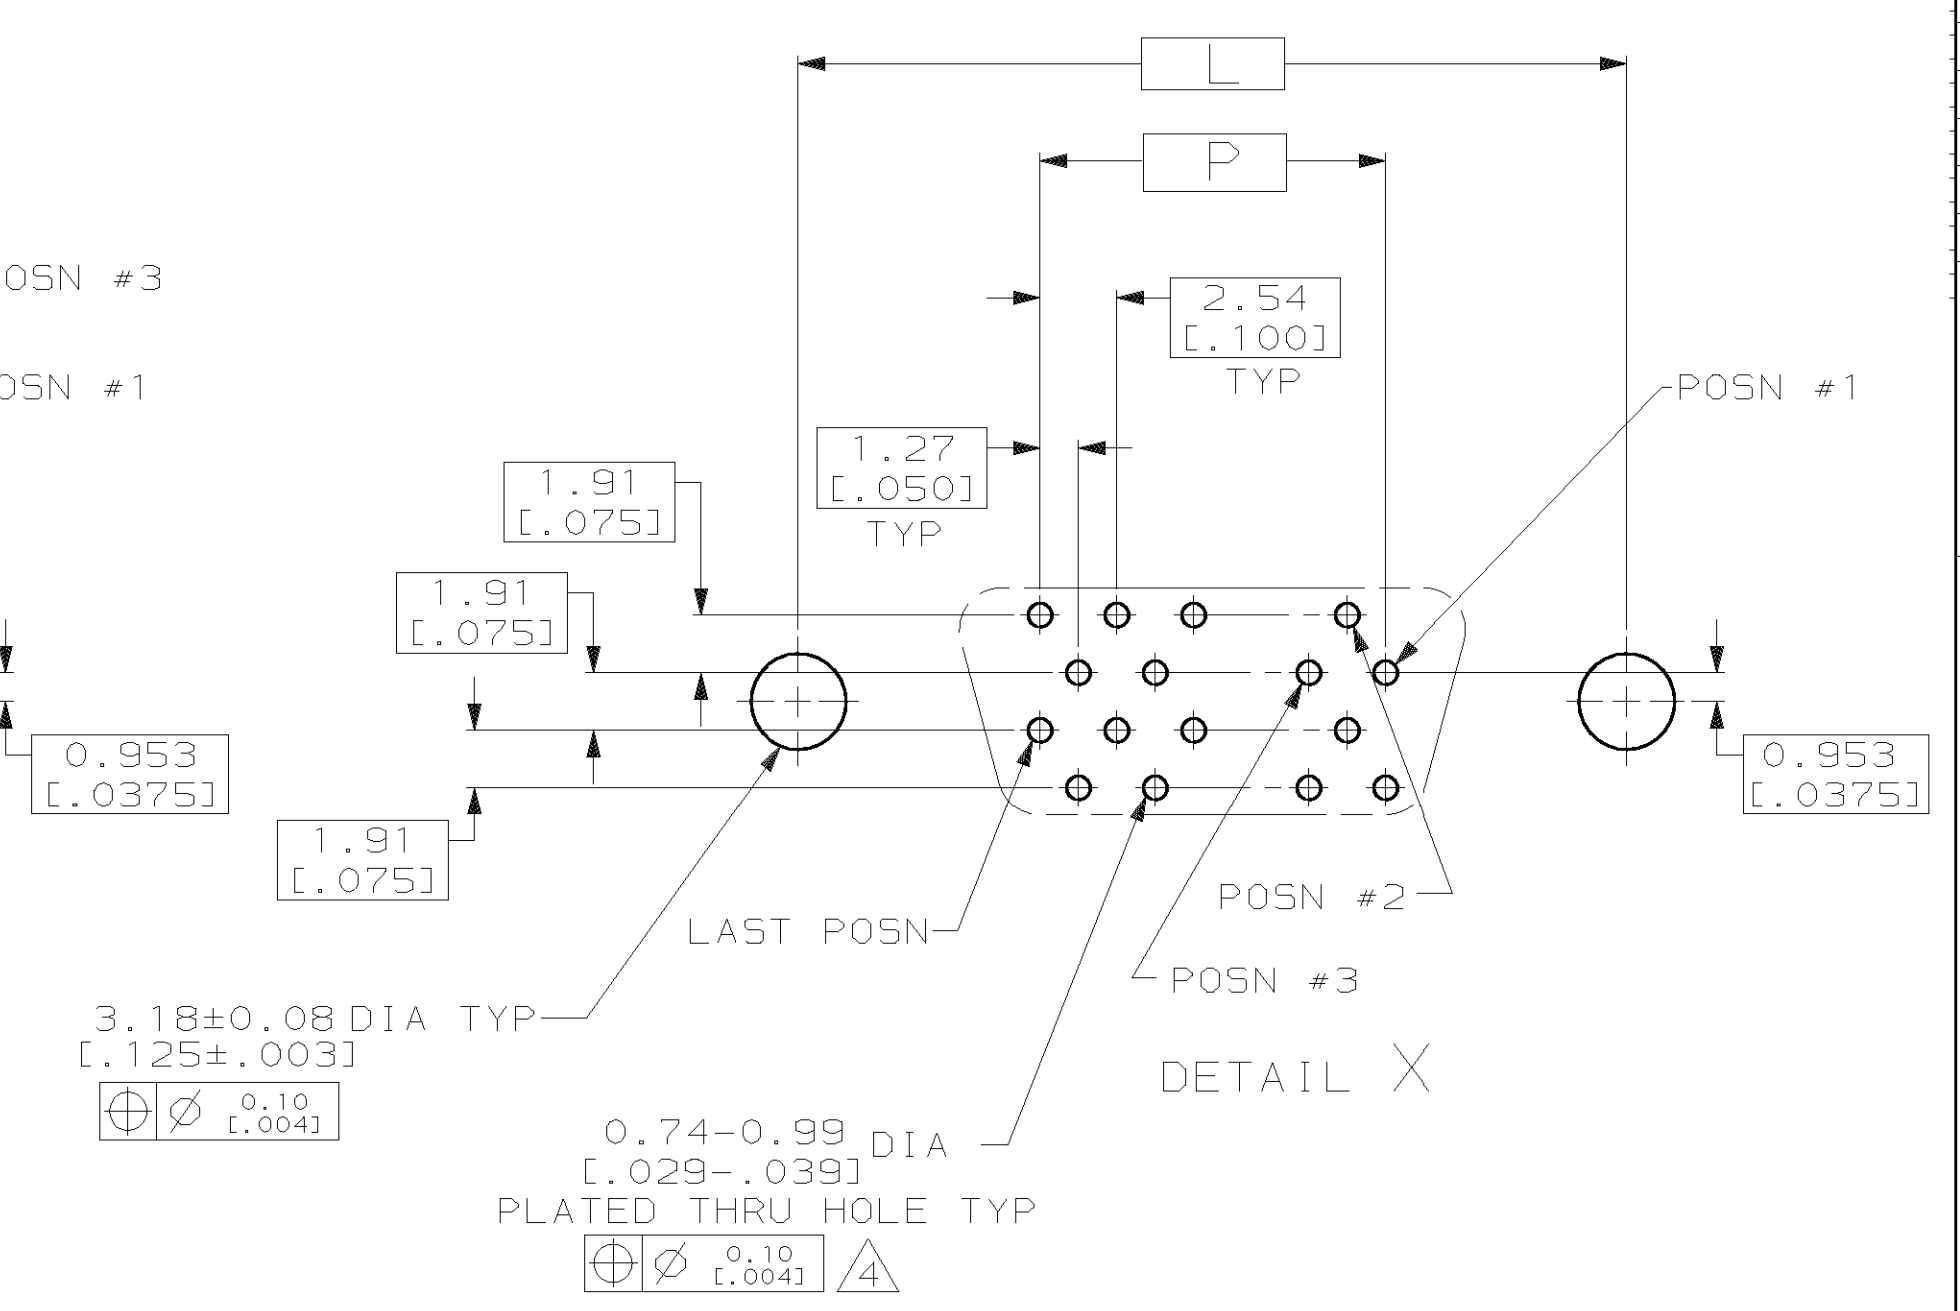 L
P
OSN #3
2.54
[.100]
TYP
OSN #1
POSN #1
1.27
[.050]
TYP
1.91
[.075]
1.91
[.075]
0.953
[.0375]
0.953
[.0375]
1.91
[.075]
POSN #2
LAST POSN
POSN #3
3.18±0.08 DIA TYP
[.125±.003]
DETAIL X
⌀ 0.10
[.004]
0.74-0.99 DIA
[.029-.039]
PLATED THRU HOLE TYP
⌀ 0.10
[.004]
4